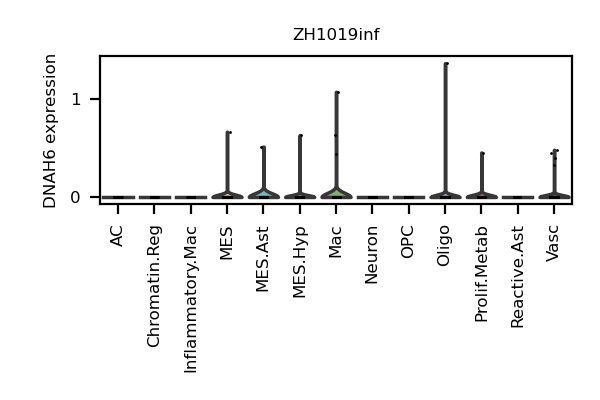 ZH1019inf
DNAH6 expression
1
0
AC
Chromatin.Reg
Inflammatory.Mac
MES
MES.Ast
MES.Hyp
Mac
Neuron
OPC
Oligo
Prolif.Metab
Reactive.Ast
Vasc